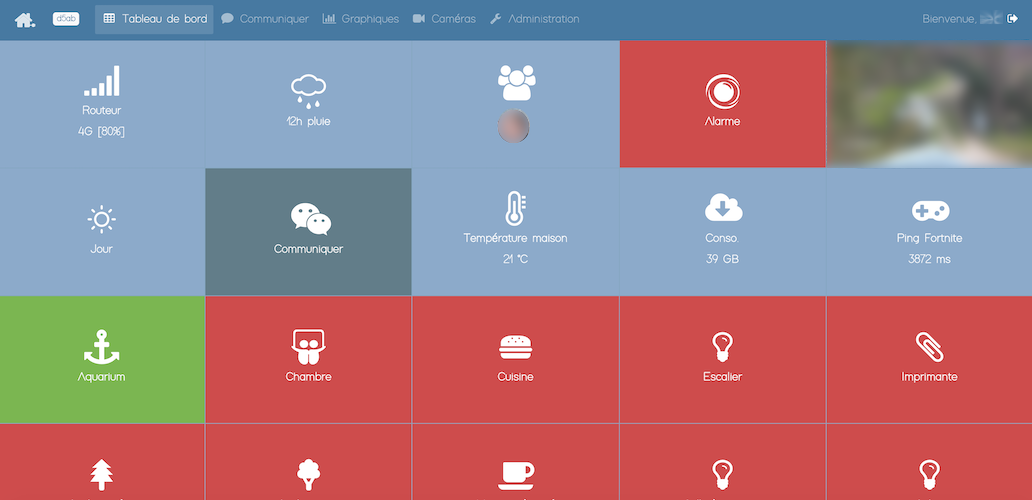 d5ab
Tableau de bord
Communiquer
Graphiques
Caméras
Administration
Bienvenue,
Routeur
4G [80%]
12h pluie
Alarme
Jour
Communiquer
Température maison
21 °C
Conso.
39 GB
Ping Fortnite
3872 ms
Aquarium
Chambre
Cuisine
Escalier
Imprimante